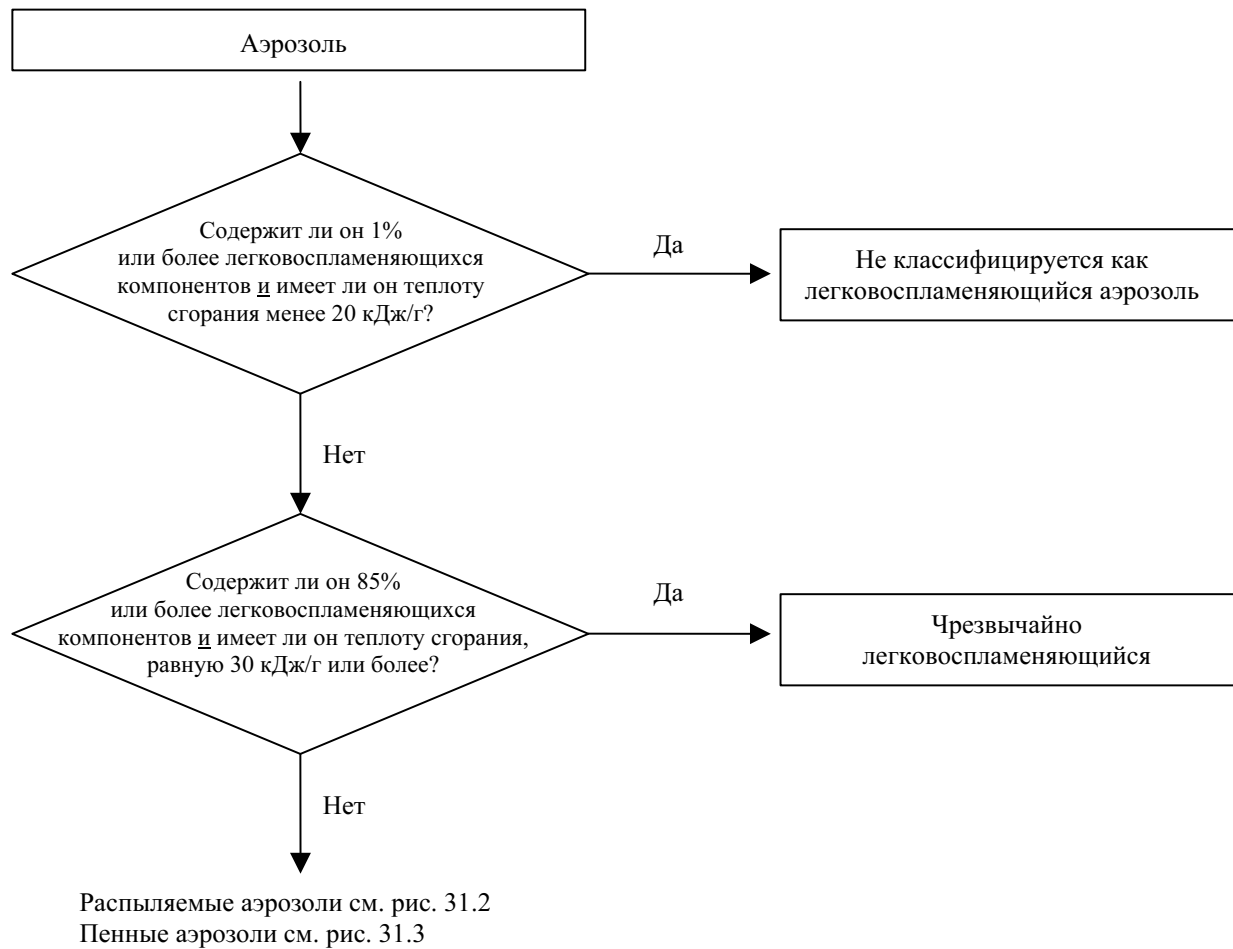 Аэрозоль
Содержит ли он 1%
или более легковоспламеняющихся
компонентов и имеет ли он теплоту
сгорания менее 20 кДж/г?
Да
Не классифицируется как
легковоспламеняющийся аэрозоль
Нет
Содержит ли он 85%
или более легковоспламеняющихся
компонентов и имеет ли он теплоту сгорания,
равную 30 кДж/г или более?
Да
Чрезвычайно
легковоспламеняющийся
Нет
Распыляемые аэрозоли см. рис. 31.2
Пенные аэрозоли см. рис. 31.3